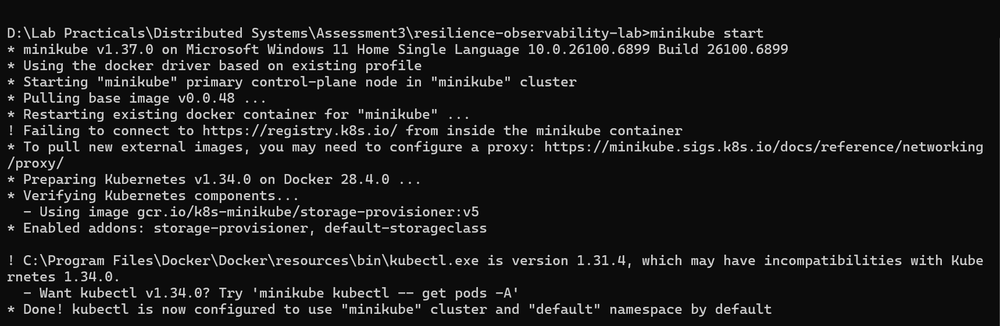 D:\Lab Practicals\Distributed Systems\Assessment3\resilience-observability-lab>minikube start
* minikube v1.37.0 on Microsoft Windows 11 Home Single Language 10.0.26100.6899 Build 26100.6899
* Using the docker driver based on existing profile
* Starting "minikube" primary control-plane node in "minikube" cluster
* Pulling base image v0.0.48 ...
* Restarting existing docker container for "minikube" ...
! Failing to connect to https://registry.k8s.io/ from inside the minikube container
* To pull new external images, you may need to configure a proxy: https://minikube.sigs.k8s.io/docs/reference/networking
/proxy/
* Preparing Kubernetes v1.34.0 on Docker 28.4.0 ...
* Verifying Kubernetes components...
  - Using image gcr.io/k8s-minikube/storage-provisioner:v5
* Enabled addons: storage-provisioner, default-storageclass
! C:\Program Files\Docker\Docker\resources\bin\kubectl.exe is version 1.31.4, which may have incompatibilities with Kube
rnetes 1.34.0.
  - Want kubectl v1.34.0? Try 'minikube kubectl -- get pods -A'
* Done! kubectl is now configured to use "minikube" cluster and "default" namespace by default